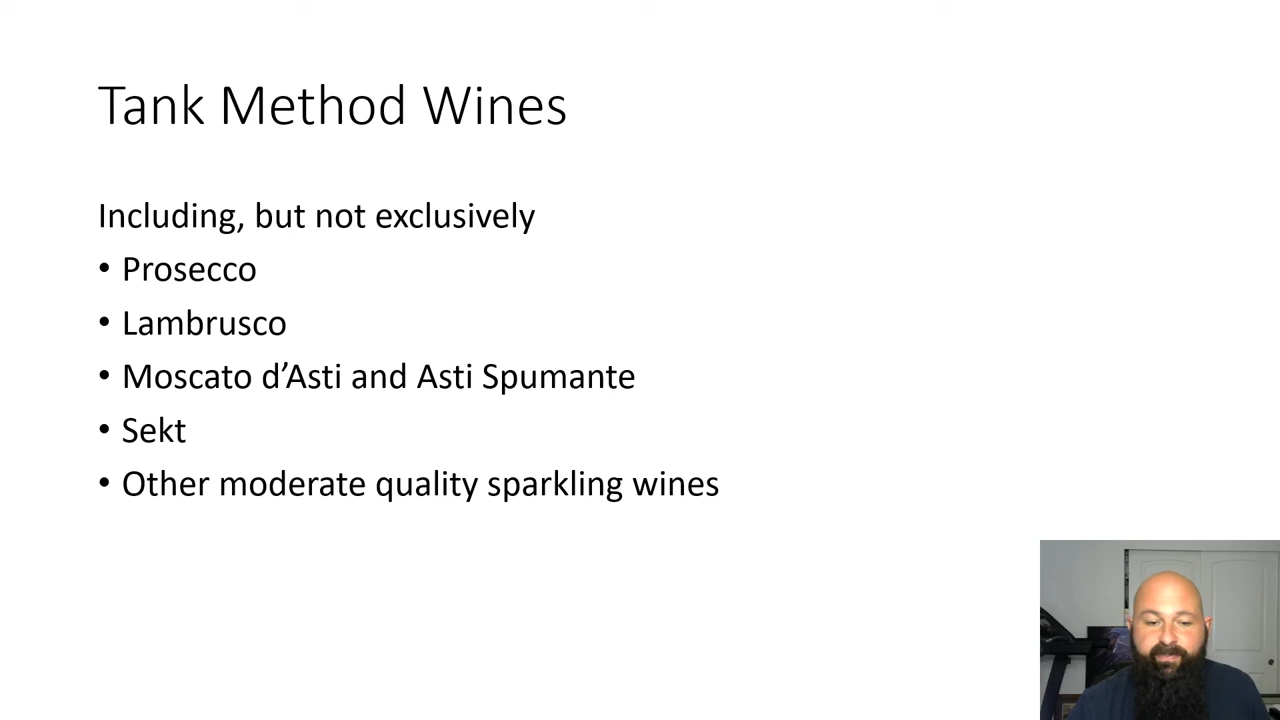 Tank Method Wines
Including, but not exclusively
• Prosecco
• Lambrusco
• Moscato d’Asti and Asti Spumante
• Sekt
• Other moderate quality sparkling wines